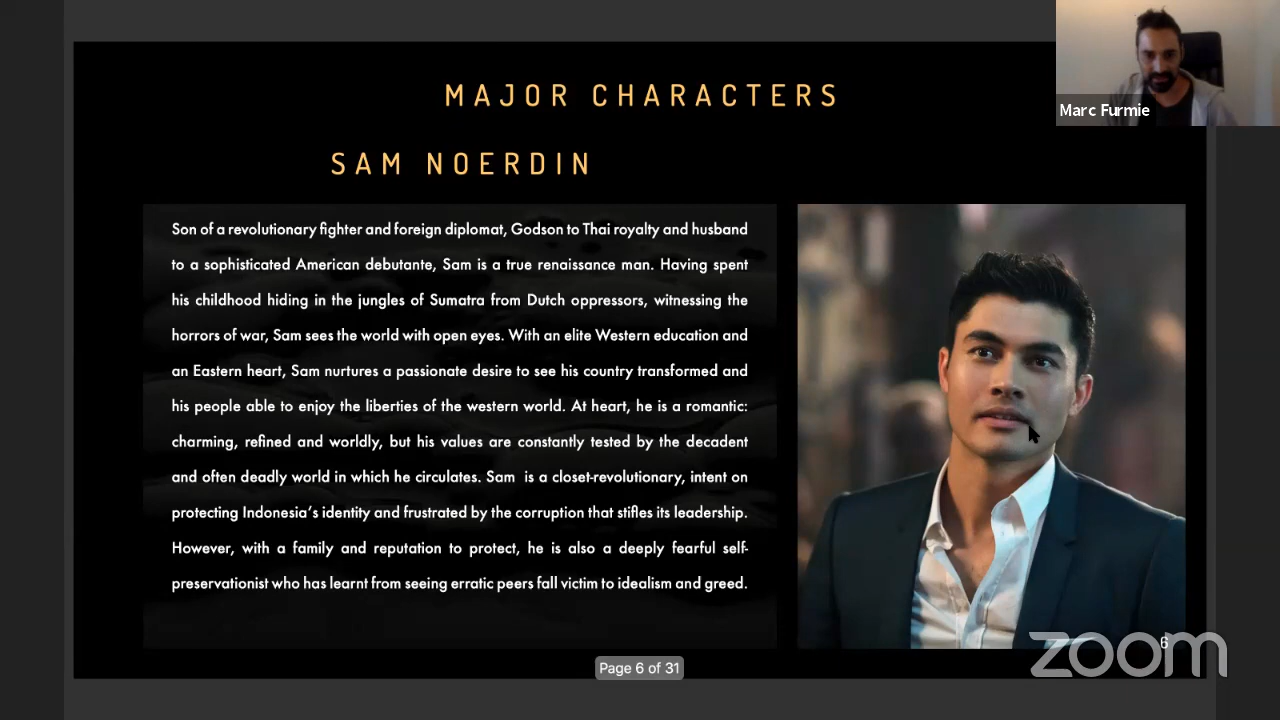 MAJOR CHARACTERS
Marc Furmie
SAM NOERDIN
Son of a revolutionary fighter and foreign diplomat, Godson to Thai royalty and husband
to a sophisticated American debutante, Sam is a true renaissance man. Having spent
his childhood hiding in the jungles of Sumatra from Dutch oppressors, witnessing the
horrors of war, Sam sees the world with open eyes. With an elite Western education and
an Eastern heart, Sam nurtures a passionate desire to see his country transformed and
his people able to enjoy the liberties of the western world. At heart, he is a romantic:
charming, refined and worldly, but his values are constantly tested by the decadent
and often deadly world in which he circulates. Sam  is a closet-revolutionary, intent on
protecting Indonesia’s identity and frustrated by the corruption that stifles its leadership.
However, with a family and reputation to protect, he is also a deeply fearful self-
preservationist who has learnt from seeing erratic peers fall victim to idealism and greed.
6
zoom
Page 6 of 31